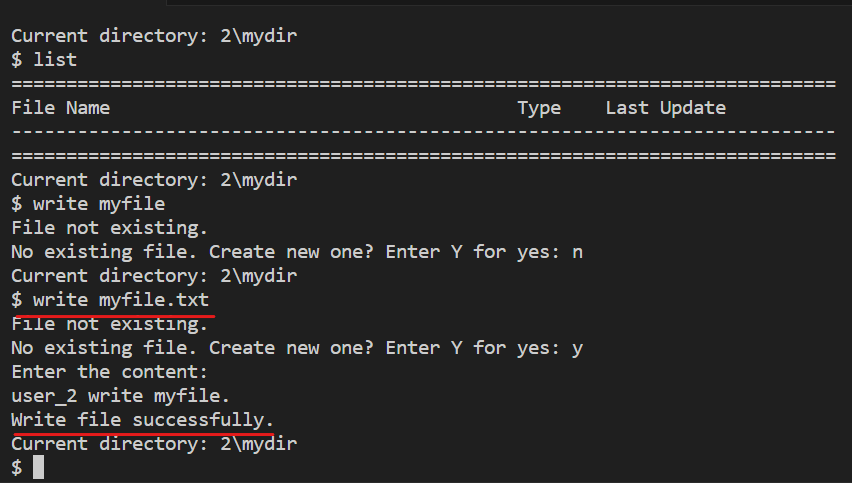 Current directory: 2\mydir
$ list
===========================================================================
File Name                                     Type    Last Update
---------------------------------------------------------------------------
===========================================================================
Current directory: 2\mydir
$ write myfile
File not existing.
No existing file. Create new one? Enter Y for yes: n
Current directory: 2\mydir
$ write myfile.txt
File not existing.
No existing file. Create new one? Enter Y for yes: y
Enter the content:
user_2 write myfile.
Write file successfully.
Current directory: 2\mydir
$